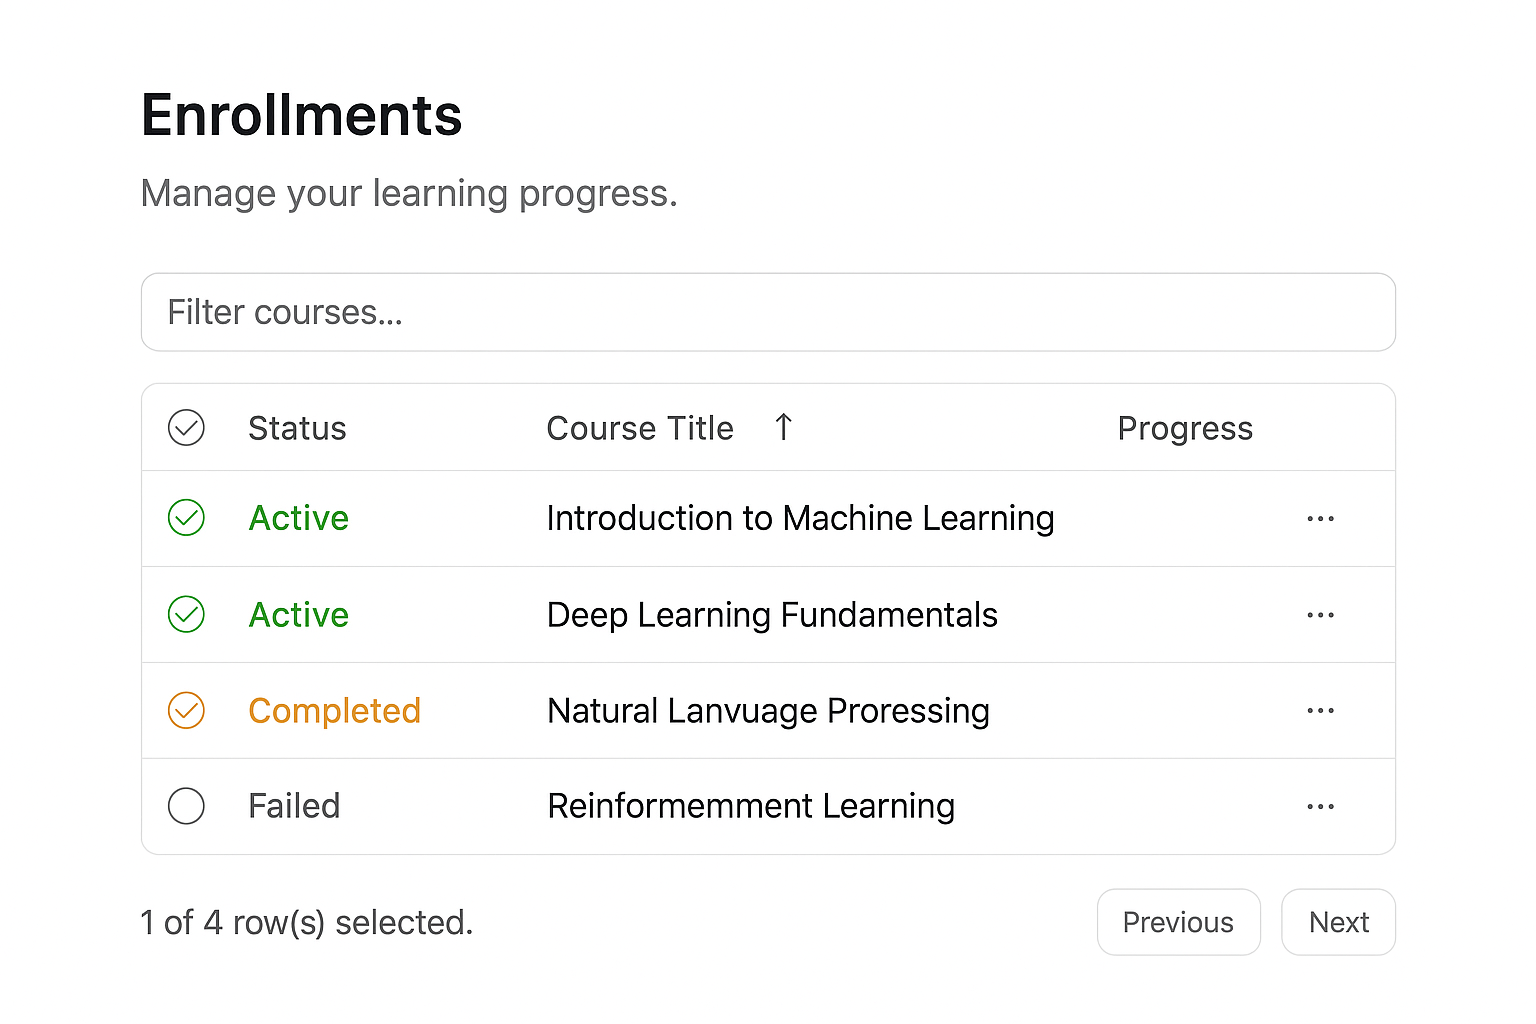 Enrollments
Manage your learning progress.
Filter courses...
Status Course Title ↑ Progress
Active Introduction to Machine Learning ...
Active Deep Learning Fundamentals ...
Completed Natural Lanvuage Proressing ...
Failed Reinformemment Learning ...
1 of 4 row(s) selected. Previous Next